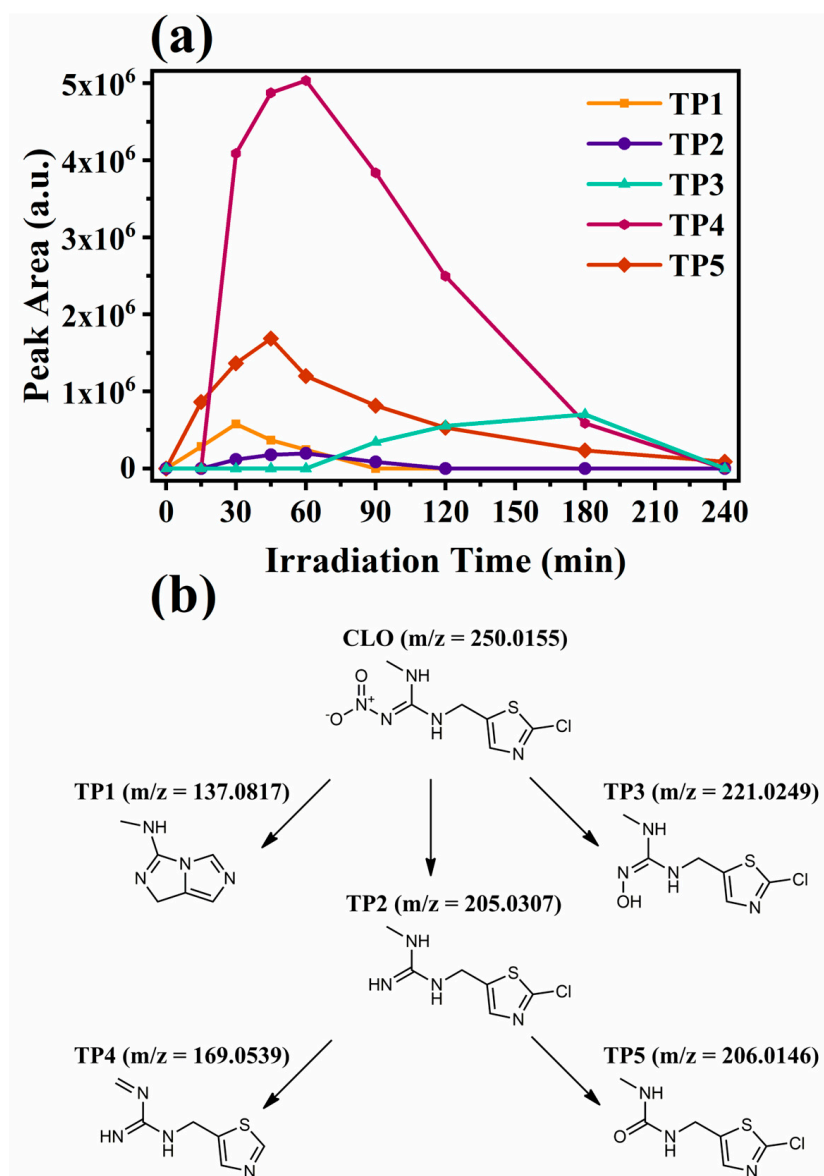 (a)
5x10⁶
4x10⁶
3x10⁶
2x10⁶
1x10⁶
0
Peak Area (a.u.)
TP1
TP2
TP3
TP4
TP5
0 30 60 90 120 150 180 210 240
Irradiation Time (min)
(b)
CLO (m/z = 250.0155)
O
NH
⁻O N⁺ N N H S Cl N
TP1 (m/z = 137.0817)
NH
N N N
TP3 (m/z = 221.0249)
NH
N N H S Cl N
OH
TP2 (m/z = 205.0307)
NH
HN N H S Cl N
TP4 (m/z = 169.0539)
N
HN N H S N
TP5 (m/z = 206.0146)
NH
O N H S Cl N